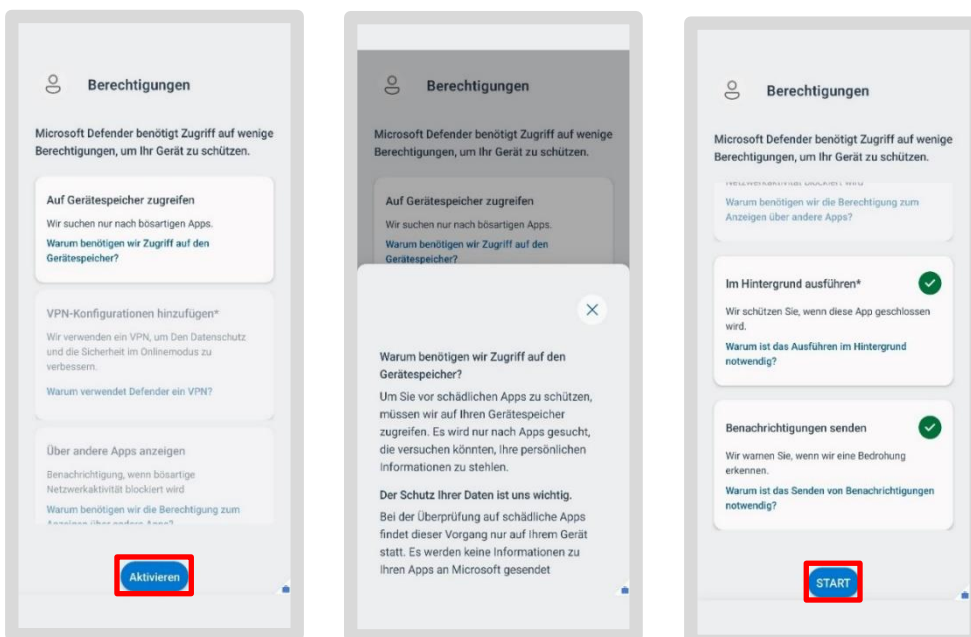 Berechtigungen
Microsoft Defender benötigt Zugriff auf wenige
Berechtigungen, um Ihr Gerät zu schützen.
Auf Gerätespeicher zugreifen
Wir suchen nur nach bösartigen Apps.
Warum benötigen wir Zugriff auf den
Gerätespeicher?
VPN-Konfigurationen hinzufügen*
Wir verwenden ein VPN, um Den Datenschutz
und die Sicherheit im Onlinemodus zu
verbessern.
Warum verwendet Defender ein VPN?
Über andere Apps anzeigen
Benachrichtigung, wenn bösartige
Netzwerkaktivität blockiert wird
Warum benötigen wir die Berechtigung zum
Anzeigen über andere Apps?
Aktivieren
Berechtigungen
Microsoft Defender benötigt Zugriff auf wenige
Berechtigungen, um Ihr Gerät zu schützen.
Auf Gerätespeicher zugreifen
Wir suchen nur nach bösartigen Apps.
Warum benötigen wir Zugriff auf den
Gerätespeicher?
Warum benötigen wir Zugriff auf den
Gerätespeicher?
Um Sie vor schädlichen Apps zu schützen,
müssen wir auf Ihren Gerätespeicher
zugreifen. Es wird nur nach Apps gesucht,
die versuchen könnten, Ihre persönlichen
Informationen zu stehlen.
Der Schutz Ihrer Daten ist uns wichtig.
Bei der Überprüfung auf schädliche Apps
findet dieser Vorgang nur auf Ihrem Gerät
statt. Es werden keine Informationen zu
Ihren Apps an Microsoft gesendet
Berechtigungen
Microsoft Defender benötigt Zugriff auf wenige
Berechtigungen, um Ihr Gerät zu schützen.
Netzwerkaktivität blockiert wird
Warum benötigen wir die Berechtigung zum
Anzeigen über andere Apps?
Im Hintergrund ausführen*
Wir schützen Sie, wenn diese App geschlossen
wird.
Warum ist das Ausführen im Hintergrund
notwendig?
Benachrichtigungen senden
Wir warnen Sie, wenn wir eine Bedrohung
erkennen.
Warum ist das Senden von Benachrichtigungen
notwendig?
START